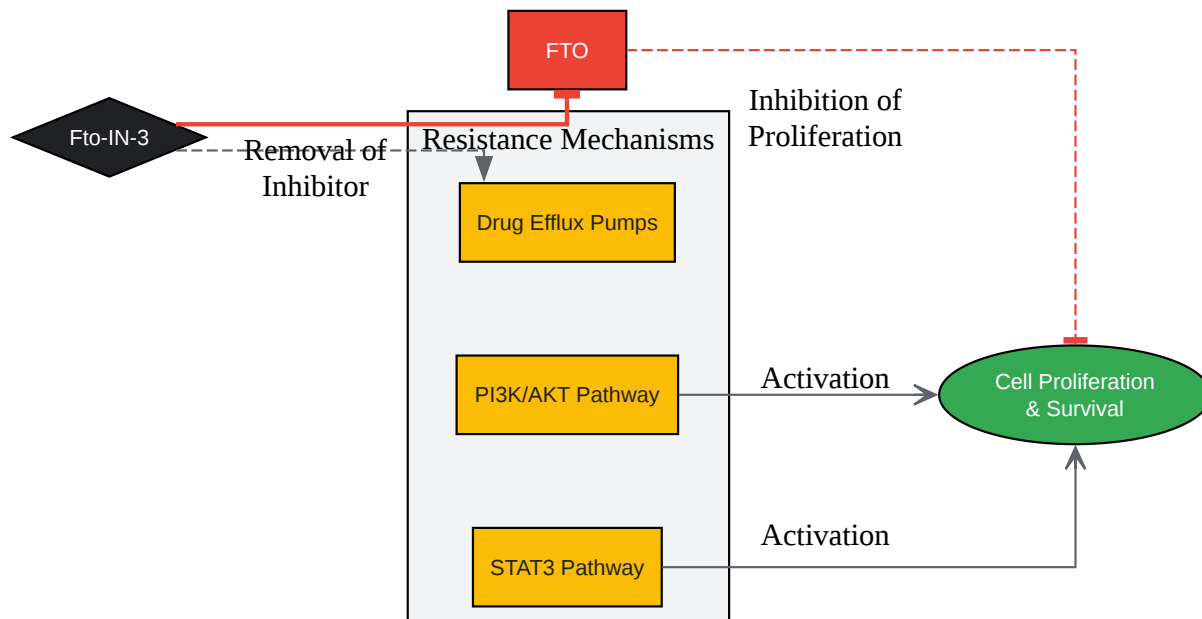 FTO
Inhibition of
Proliferation
Fto-IN-3
Resistance Mechanisms
Removal of
Inhibitor
Drug Efflux Pumps
PI3K/AKT Pathway
Activation
Cell Proliferation
& Survival
STAT3 Pathway
Activation